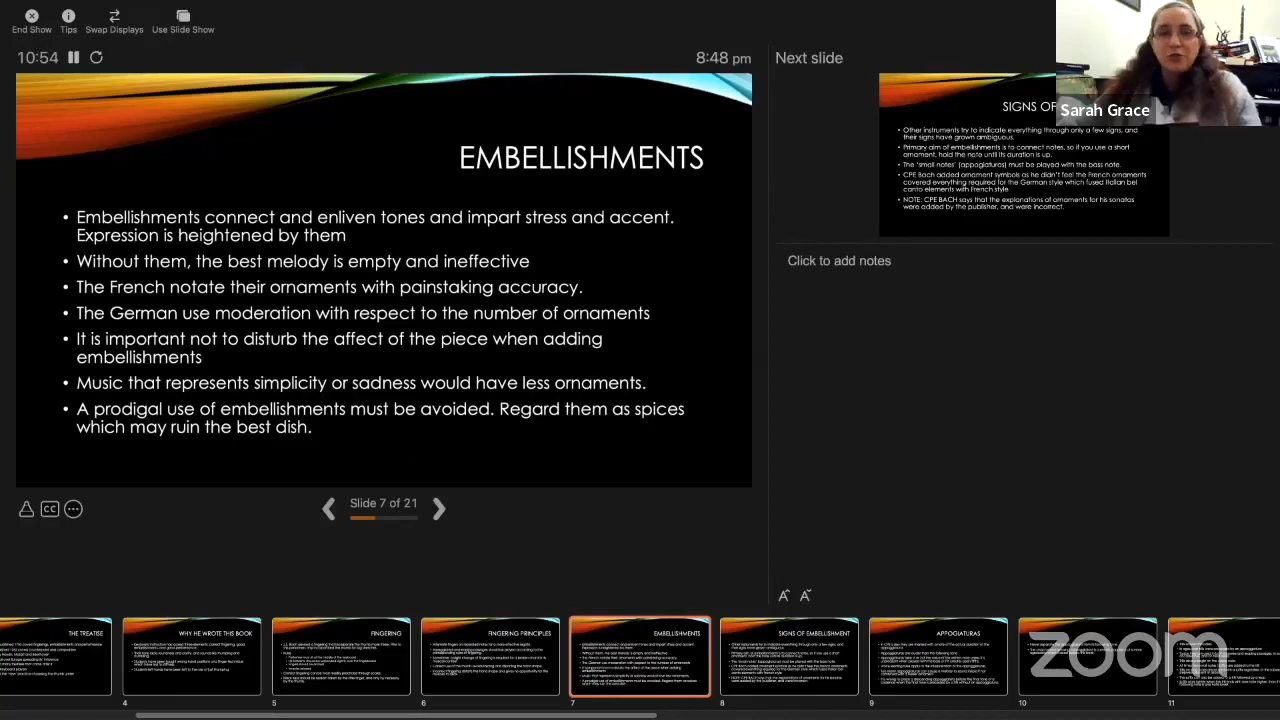 End Show
Tips
Swap Displays
Use Slide Show
10:54
8:48 pm
Next slide
EMBELLISHMENTS
• Embellishments connect and enliven tones and impart stress and accent.
Expression is heightened by them
• Without them, the best melody is empty and ineffective
• The French notate their ornaments with painstaking accuracy.
• The German use moderation with respect to the number of ornaments
• It is important not to disturb the affect of the piece when adding
embellishments
• Music that represents simplicity or sadness would have less ornaments.
• A prodigal use of embellishments must be avoided. Regard them as spices
which may ruin the best dish.
SIGNS OF
• Other instruments try to indicate everything through only a few signs, and
their signs have grown ambiguous.
• Primary aim of embellishments is to connect notes, so if you use a short
ornament, hold the note until its duration is up.
• The 'small notes' (appogiaturas) must be played with the bass note.
• CPE Bach added ornament symbols as he didn't feel the French ornaments
covered everything required for the German style which fused Italian bel
canto elements with French style
• NOTE: CPE BACH says that the explanations of ornaments for his sonatas
were added by the publisher, and were incorrect.
Sarah Grace
Click to add notes
CC
Slide 7 of 21
A A
THE TREATISE
WHY HE WROTE THIS BOOK
FINGERING
FINGERING PRINCIPLES
EMBELLISHMENTS
SIGNS OF EMBELLISHMENT
APPOGIATURAS
4
5
6
7
8
9
10
11
zoom